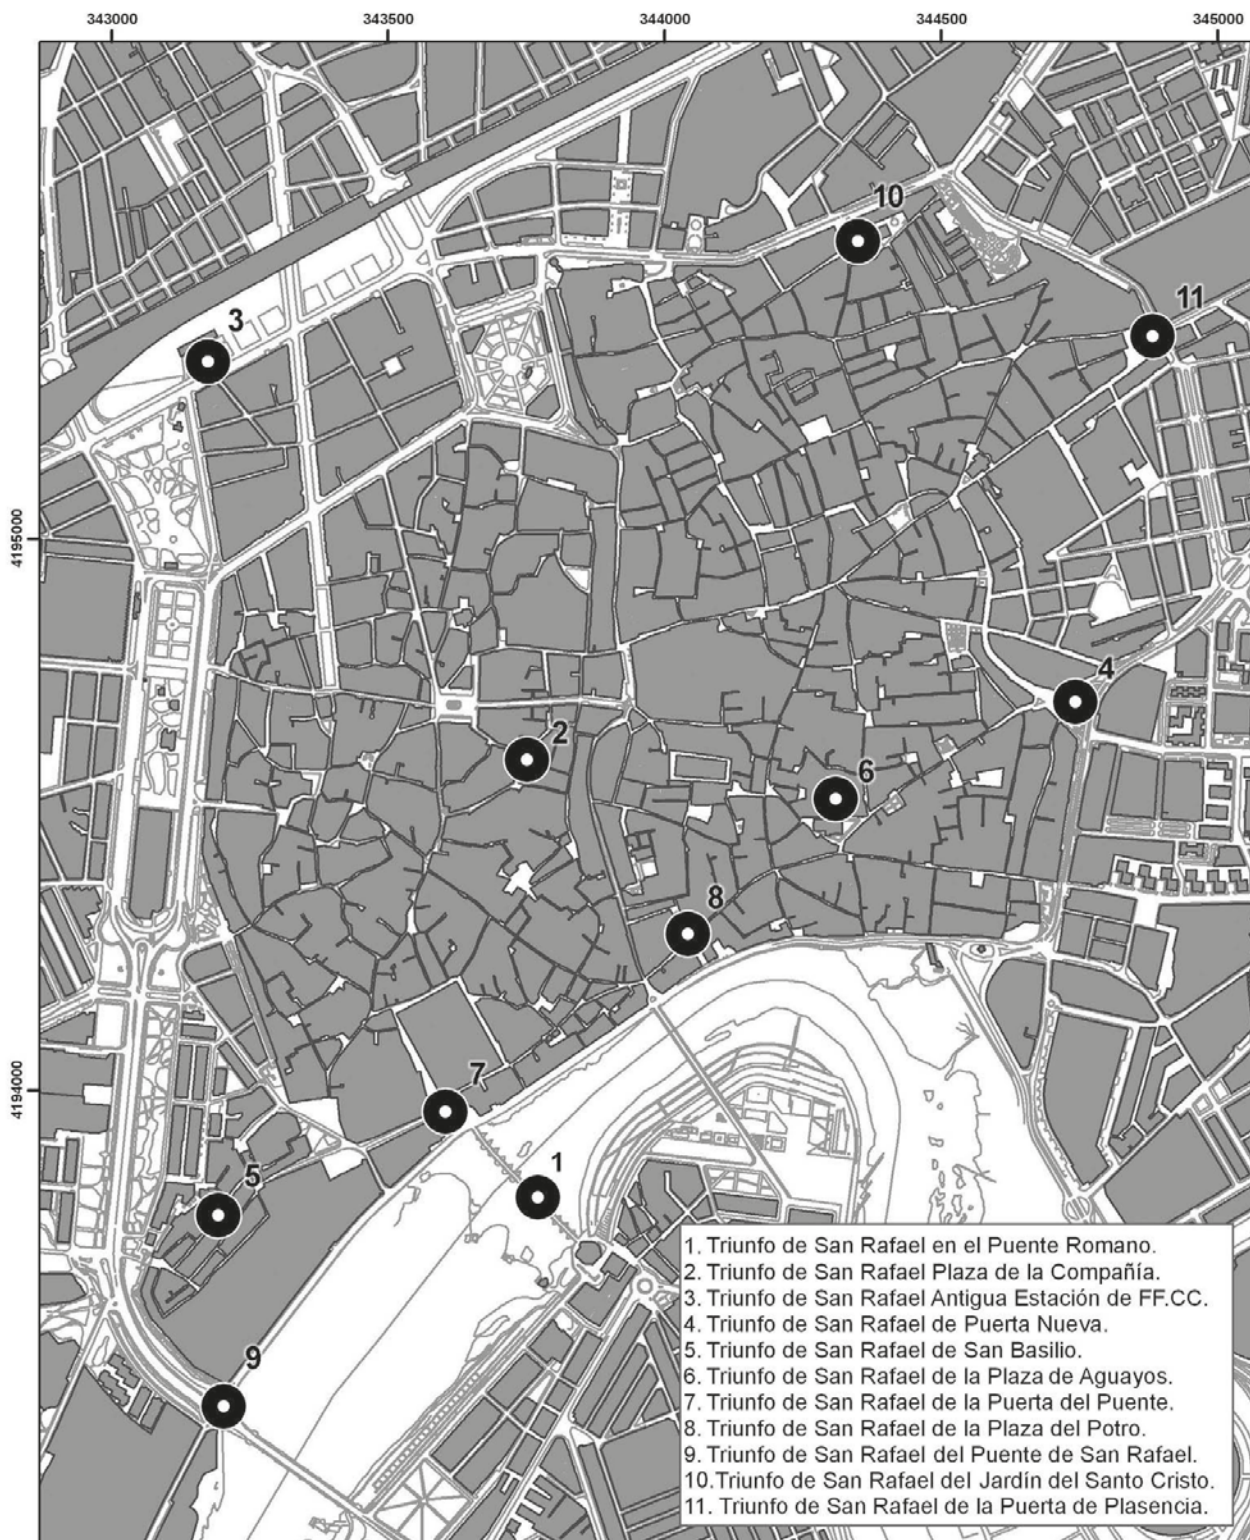 343000
343500
344000
344500
345000
10
11
3
4195000
4
2
6
8
4194000
7
1
5
9
1. Triunfo de San Rafael en el Puente Romano.
2. Triunfo de San Rafael Plaza de la Compañía.
3. Triunfo de San Rafael Antigua Estación de FF.CC.
4. Triunfo de San Rafael de Puerta Nueva.
5. Triunfo de San Rafael de San Basilio.
6. Triunfo de San Rafael de la Plaza de Aguayos.
7. Triunfo de San Rafael de la Puerta del Puente.
8. Triunfo de San Rafael de la Plaza del Potro.
9. Triunfo de San Rafael del Puente de San Rafael.
10.Triunfo de San Rafael del Jardín del Santo Cristo.
11. Triunfo de San Rafael de la Puerta de Plasencia.